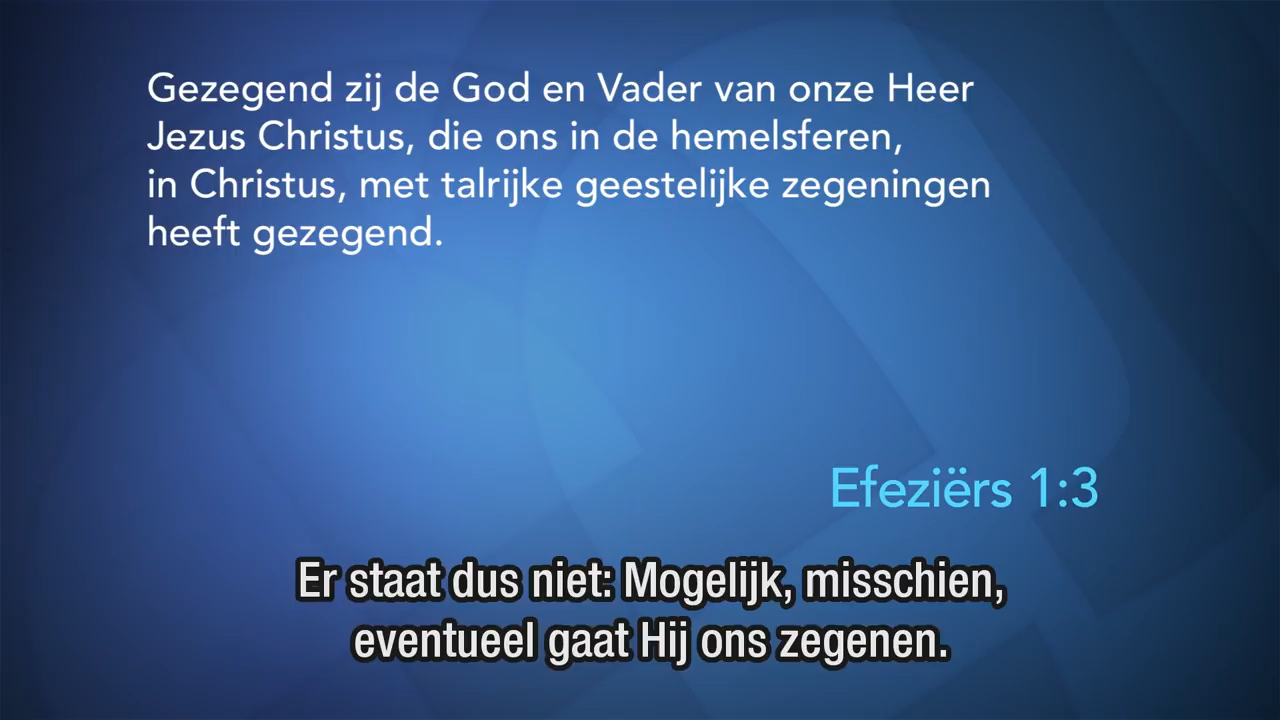 Gezegend zij de God en Vader van onze Heer
Jezus Christus, die ons in de hemelsferen,
in Christus, met talrijke geestelijke zegeningen
heeft gezegend.
Efeziërs 1:3
Er staat dus niet: Mogelijk, misschien,
eventueel gaat Hij ons zegenen.